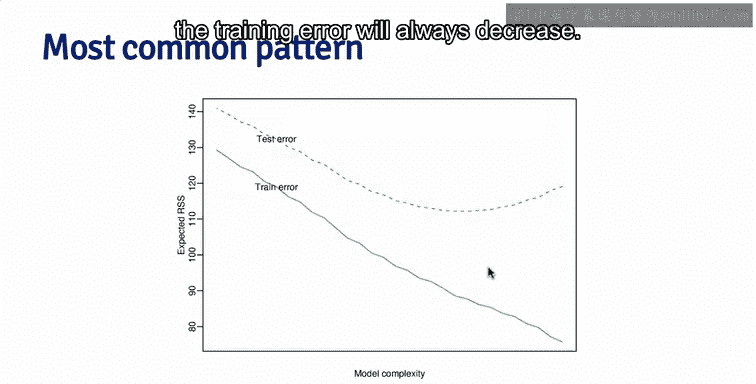 the training error will always decrease.
Most common pattern
140
130
120
110
100
90
80
Expected RSS
Test error
Train error
Model complexity